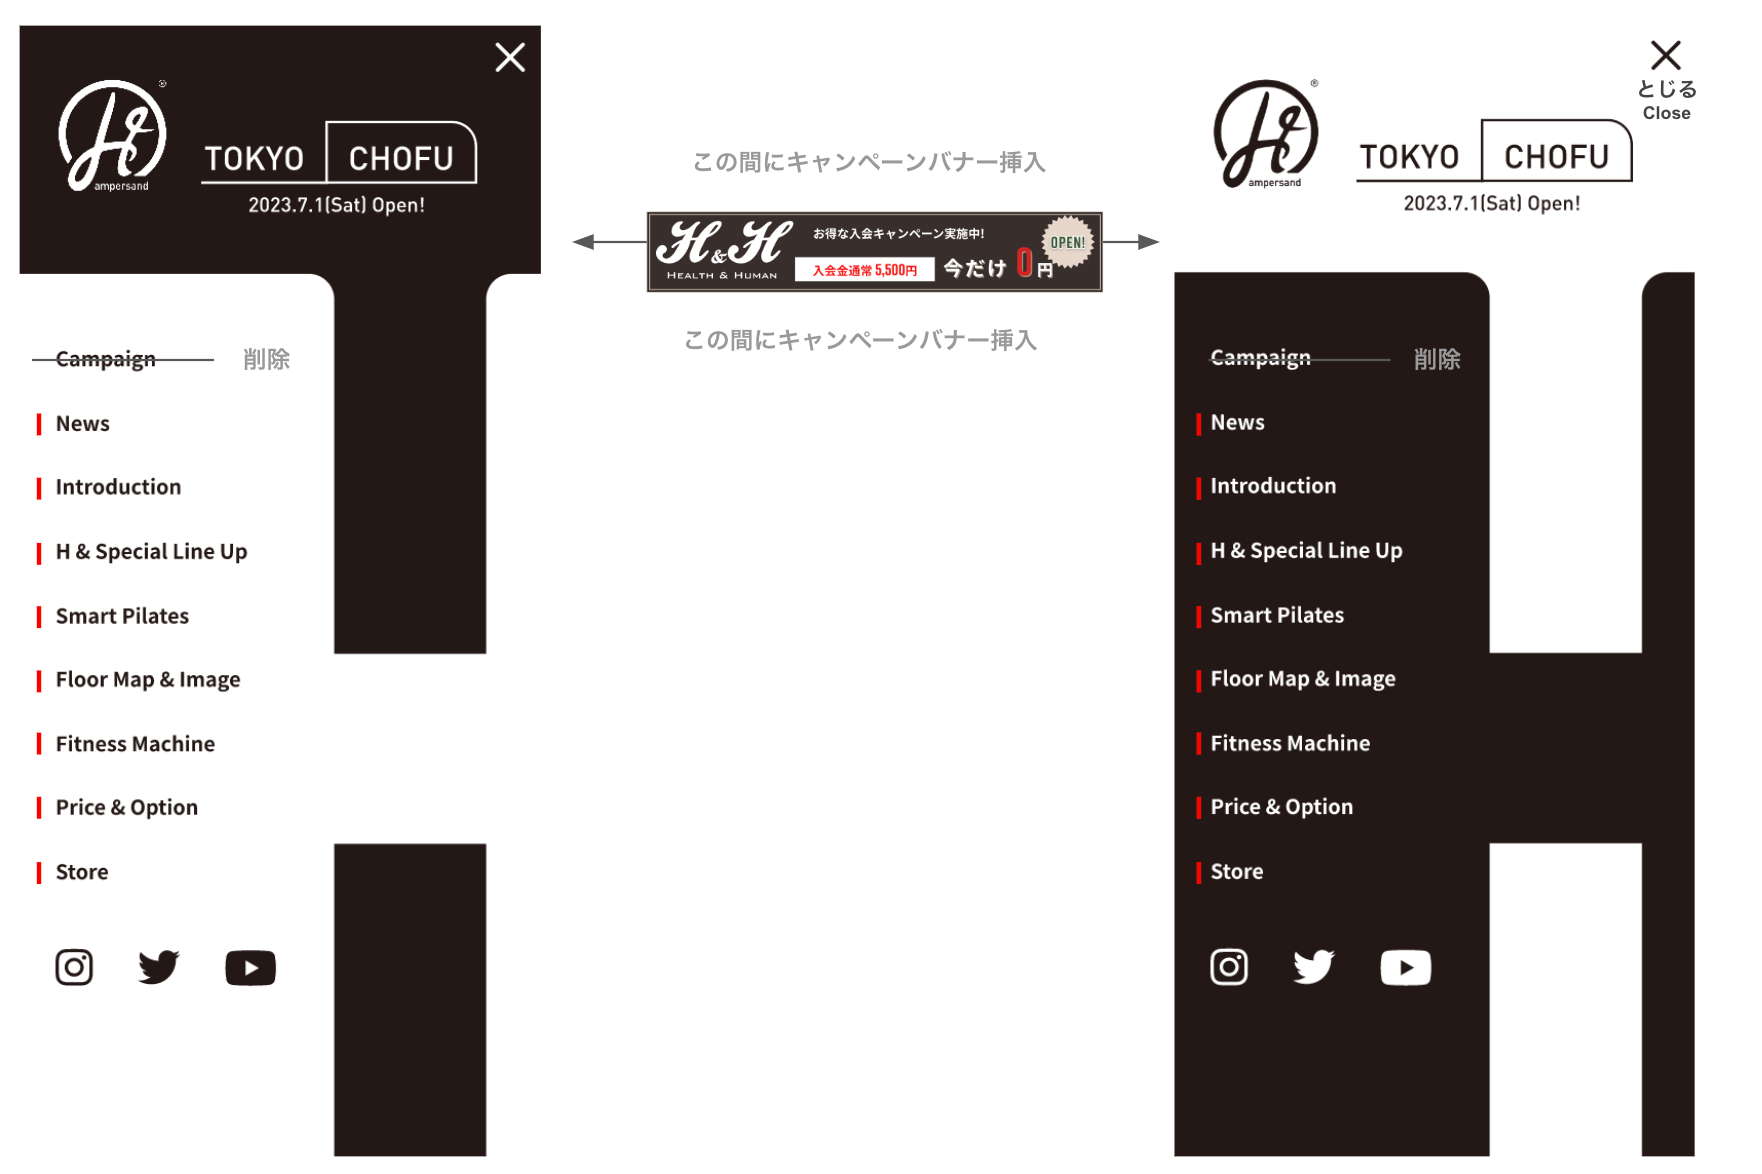 ®
ampersand
TOKYO CHOFU
2023.7.1(Sat) Open!
Campaign 削除
News
Introduction
H & Special Line Up
Smart Pilates
Floor Map & Image
Fitness Machine
Price & Option
Store
この間にキャンペーンバナー挿入
H&H
HEALTH & HUMAN
お得な入会キャンペーン実施中!
入会金通常 5,500円
今だけ 0円
OPEN!
この間にキャンペーンバナー挿入
とじる
Close
®
ampersand
TOKYO CHOFU
2023.7.1(Sat) Open!
Campaign 削除
News
Introduction
H & Special Line Up
Smart Pilates
Floor Map & Image
Fitness Machine
Price & Option
Store